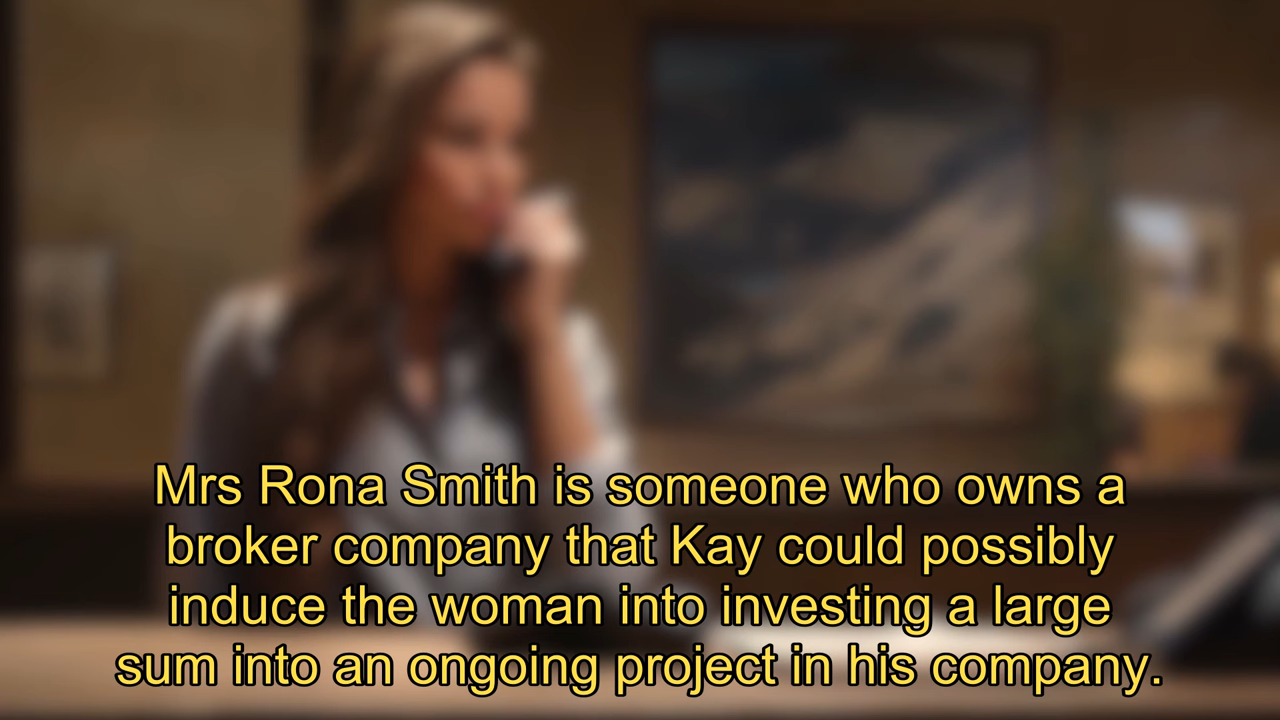 Mrs Rona Smith is someone who owns a
broker company that Kay could possibly
induce the woman into investing a large
sum into an ongoing project in his company.